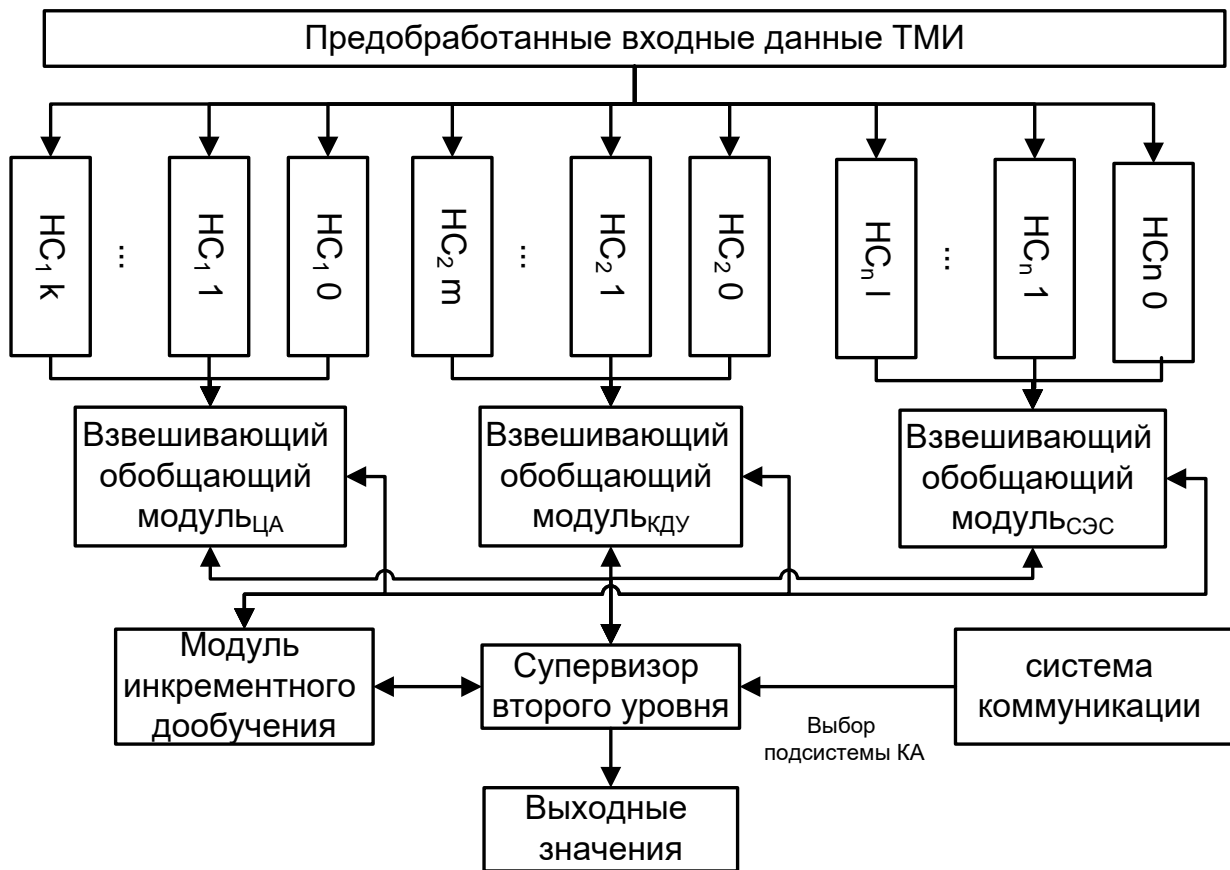 Предобработанные входные данные ТМИ
НС₁ k
...
НС₁ 1
НС₁ 0
НС₂ m
...
НС₂ 1
НС₂ 0
НСₙ l
...
НСₙ 1
НСn 0
Взвешивающий
обобщающий
модульЦА
Взвешивающий
обобщающий
модульКДУ
Взвешивающий
обобщающий
модульСЭС
Модуль
инкрементного
дообучения
Супервизор
второго уровня
система
коммуникации
Выбор
подсистемы КА
Выходные
значения